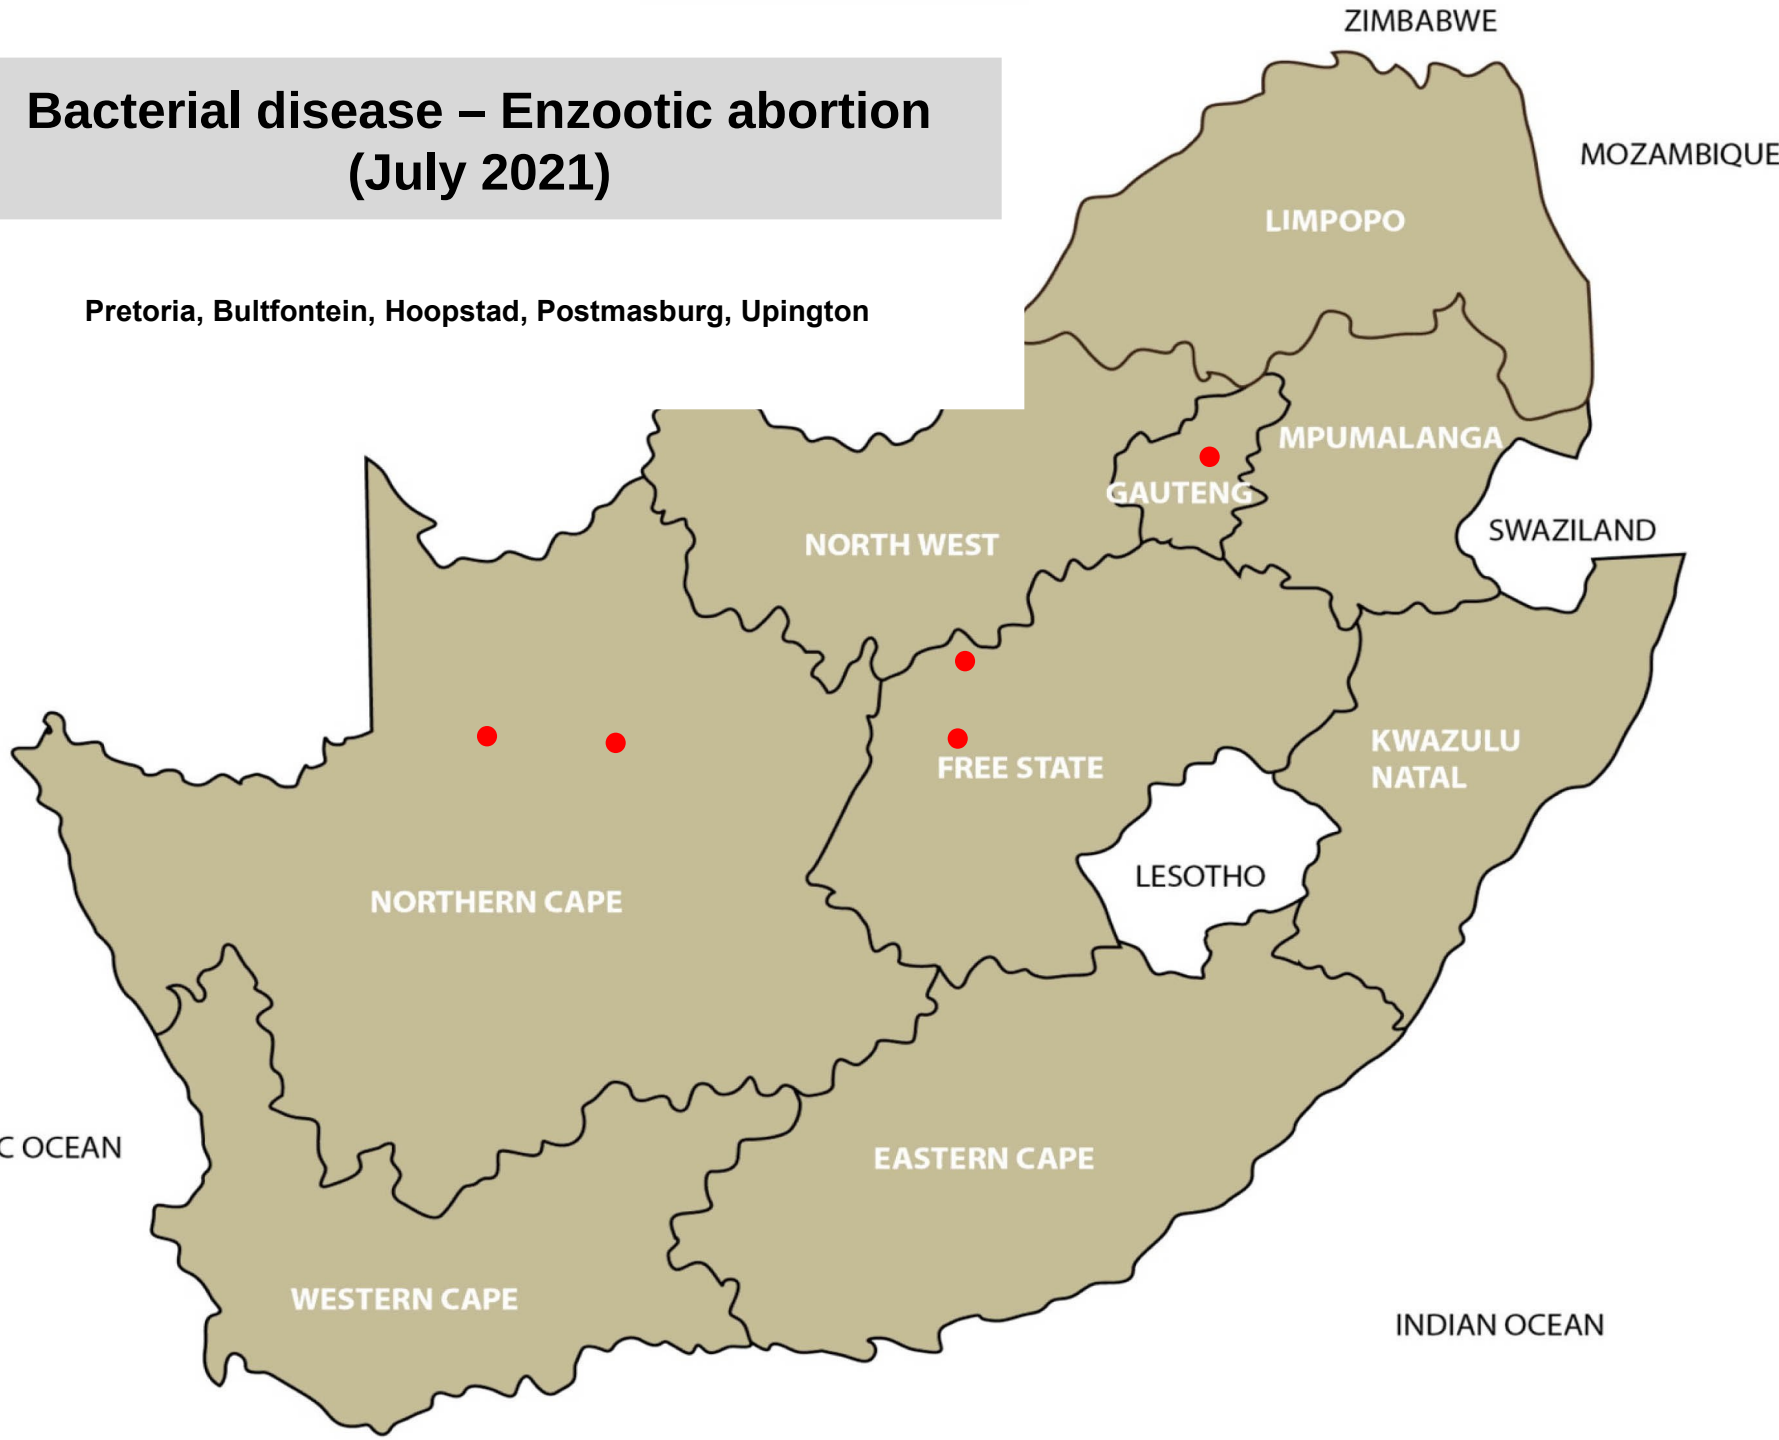 ZIMBABWE
Bacterial disease – Enzootic abortion
(July 2021)
MOZAMBIQUE
LIMPOPO
Pretoria, Bultfontein, Hoopstad, Postmasburg, Upington
MPUMALANGA
GAUTENG
SWAZILAND
NORTH WEST
KWAZULU
NATAL
FREE STATE
LESOTHO
NORTHERN CAPE
C OCEAN
EASTERN CAPE
WESTERN CAPE
INDIAN OCEAN